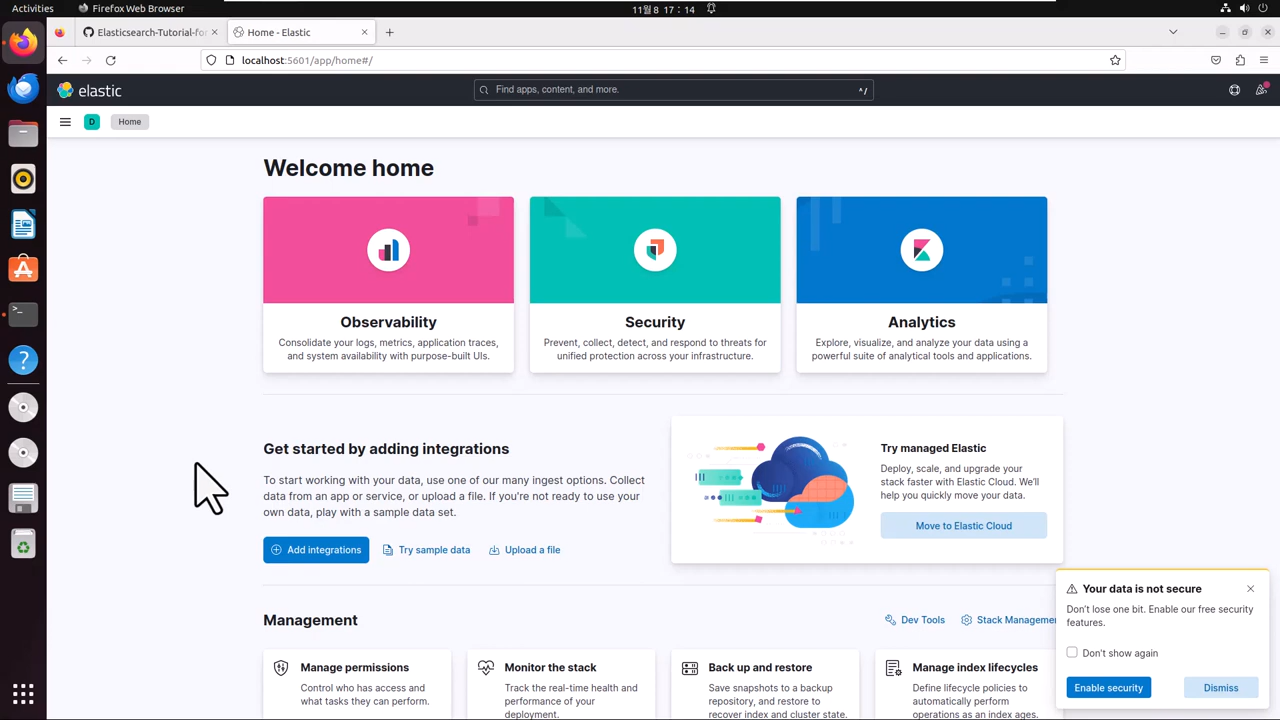 Activities
Firefox Web Browser
11월8 17 : 14
Elasticsearch-Tutorial-for
Home - Elastic
localhost:5601/app/home#/
elastic
Find apps, content, and more.
^/
D
Home
Welcome home
Observability
Consolidate your logs, metrics, application traces,
and system availability with purpose-built UIs.
Security
Prevent, collect, detect, and respond to threats for
unified protection across your infrastructure.
Analytics
Explore, visualize, and analyze your data using a
powerful suite of analytical tools and applications.
Get started by adding integrations
To start working with your data, use one of our many ingest options. Collect
data from an app or service, or upload a file. If you're not ready to use your
own data, play with a sample data set.
Add integrations
Try sample data
Upload a file
Try managed Elastic
Deploy, scale, and upgrade your
stack faster with Elastic Cloud. We'll
help you quickly move your data.
Move to Elastic Cloud
Management
Dev Tools
Stack Managemen
Manage permissions
Control who has access and
what tasks they can perform.
Monitor the stack
Track the real-time health and
performance of your
deployment.
Back up and restore
Save snapshots to a backup
repository, and restore to
recover index and cluster state.
Manage index lifecycles
Define lifecycle policies to
automatically perform
operations as an index ages.
Your data is not secure
Don't lose one bit. Enable our free security
features.
Don't show again
Enable security
Dismiss